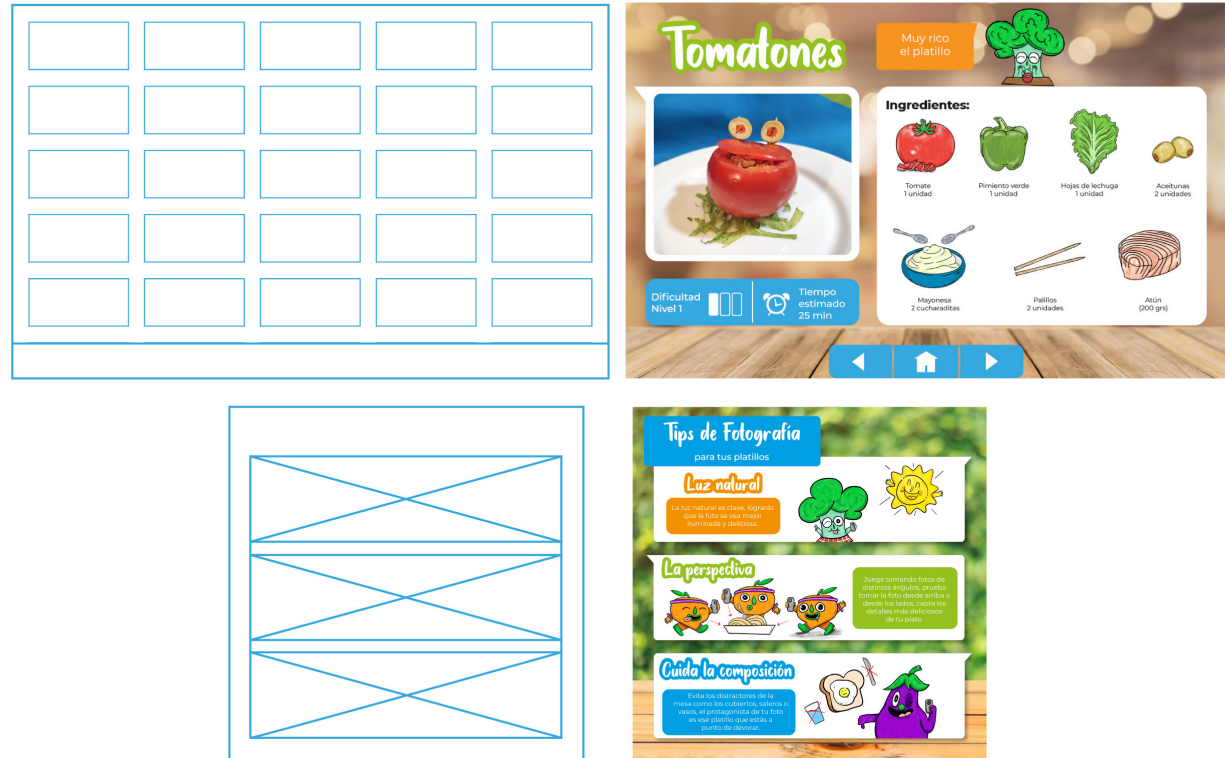 Tomatones
Muy rico
el platillo
Ingredientes:
Tomate
1 unidad
Pimiento verde
1 unidad
Hojas de lechuga
1 unidad
Aceitunas
2 unidades
Mayonesa
2 cucharaditas
Palillos
2 unidades
Atún
(200 grs)
Dificultad
Nivel 1
Tiempo
estimado
25 min
Tips de Fotografía
para tus platillos
Luz natural
La luz natural es clave, lograrás
que la foto se vea mejor
iluminada y deliciosa.
La perspectiva
Juega tomando fotos de
distintos ángulos, prueba
tomar la foto desde arriba o
desde los lados, capta los
detalles más deliciosos
de tu plato.
Cuida la composición
Evita los distractores de la
mesa como los cubiertos, saleros o
vasos, el protagonista de tu foto
es ese platillo que estás a
punto de devorar.